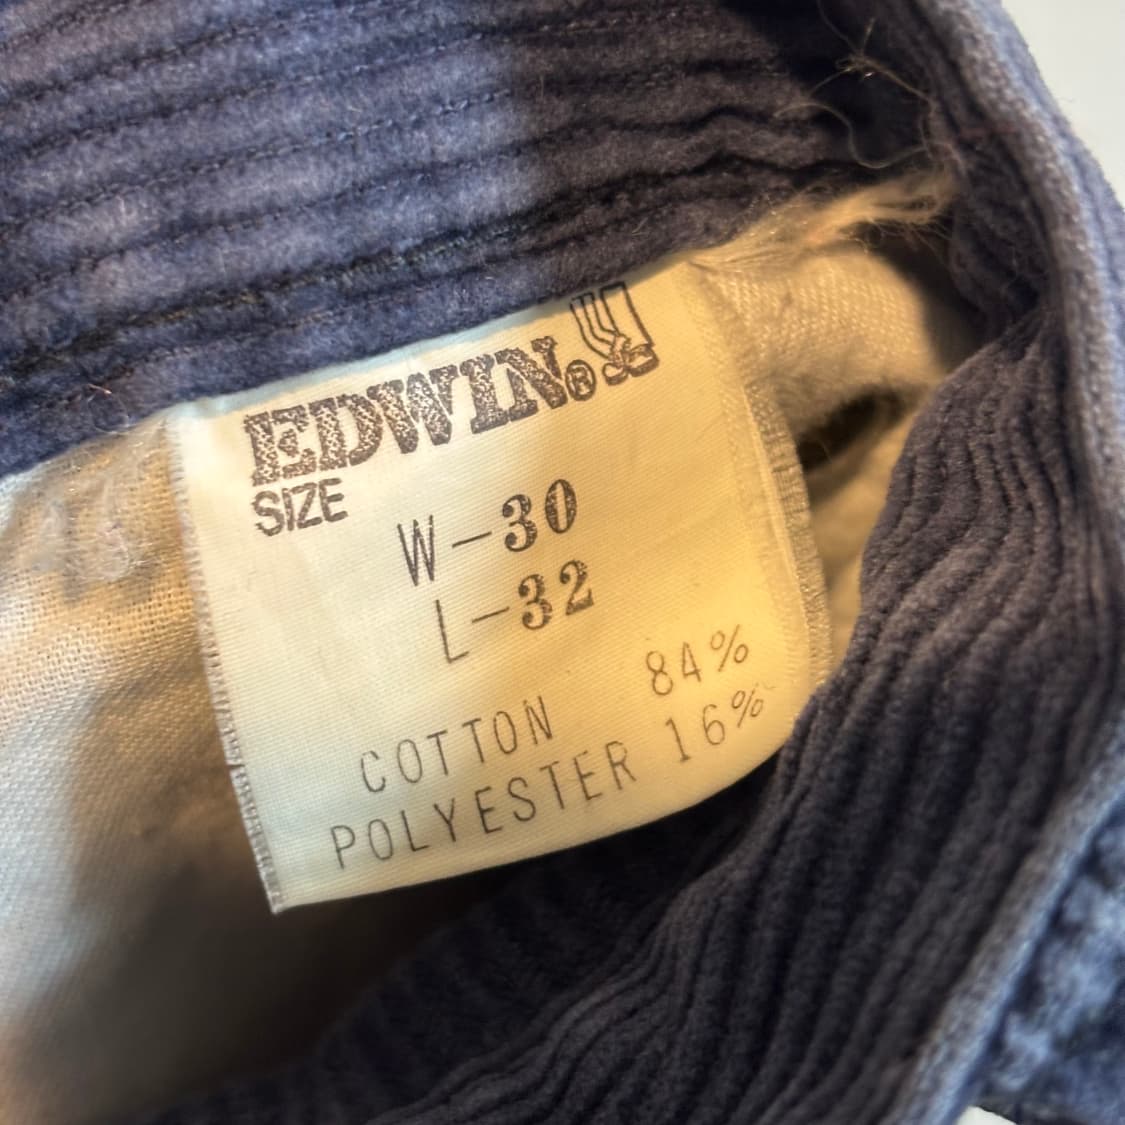 EDWIN®
SIZE
W-30
L-32
COTTON 84%
POLYESTER 16%